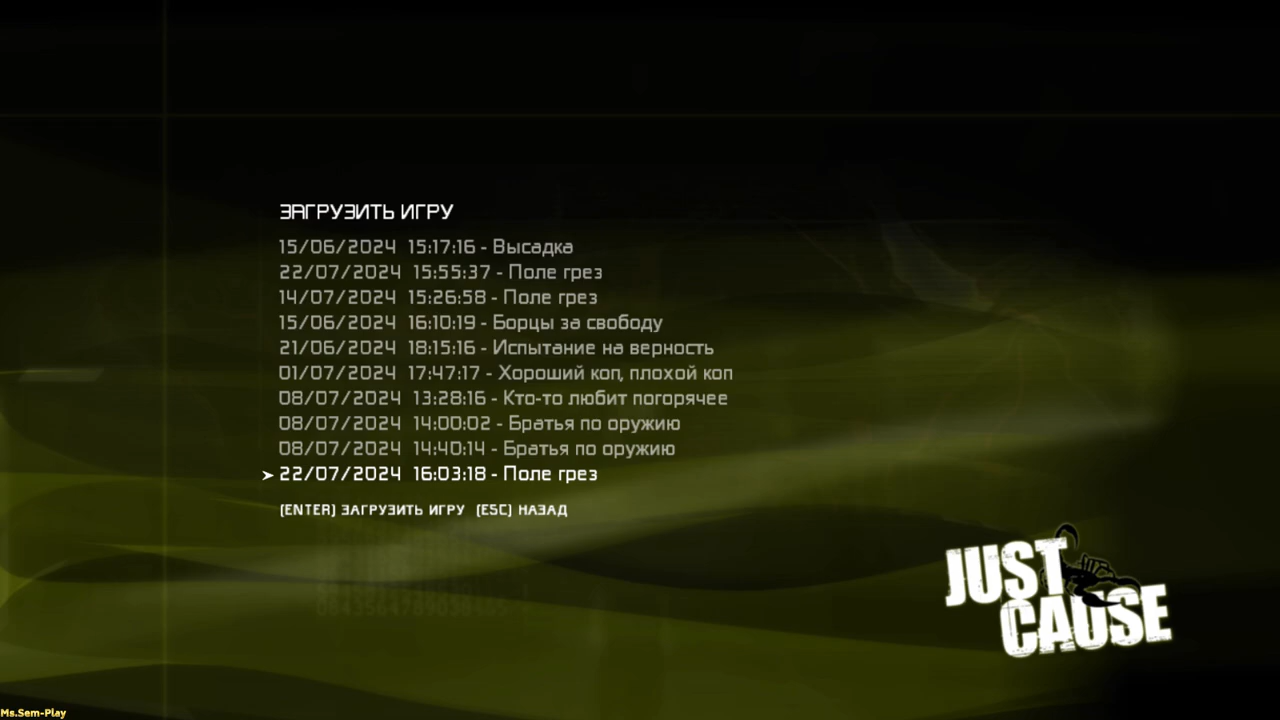 ЗАГРУЗИТЬ ИГРУ
15/06/2024 15:17:16 - Высадка
22/07/2024 15:55:37 - Поле грез
14/07/2024 15:26:58 - Поле грез
15/06/2024 16:10:19 - Борцы за свободу
21/06/2024 18:15:16 - Испытание на верность
01/07/2024 17:47:17 - Хороший коп, плохой коп
08/07/2024 13:28:16 - Кто-то любит погорячее
08/07/2024 14:00:02 - Братья по оружию
08/07/2024 14:40:14 - Братья по оружию
➤ 22/07/2024 16:03:18 - Поле грез
[ENTER] ЗАГРУЗИТЬ ИГРУ [ESC] НАЗАД
JUST
CAUSE
Ms.Sem-Play